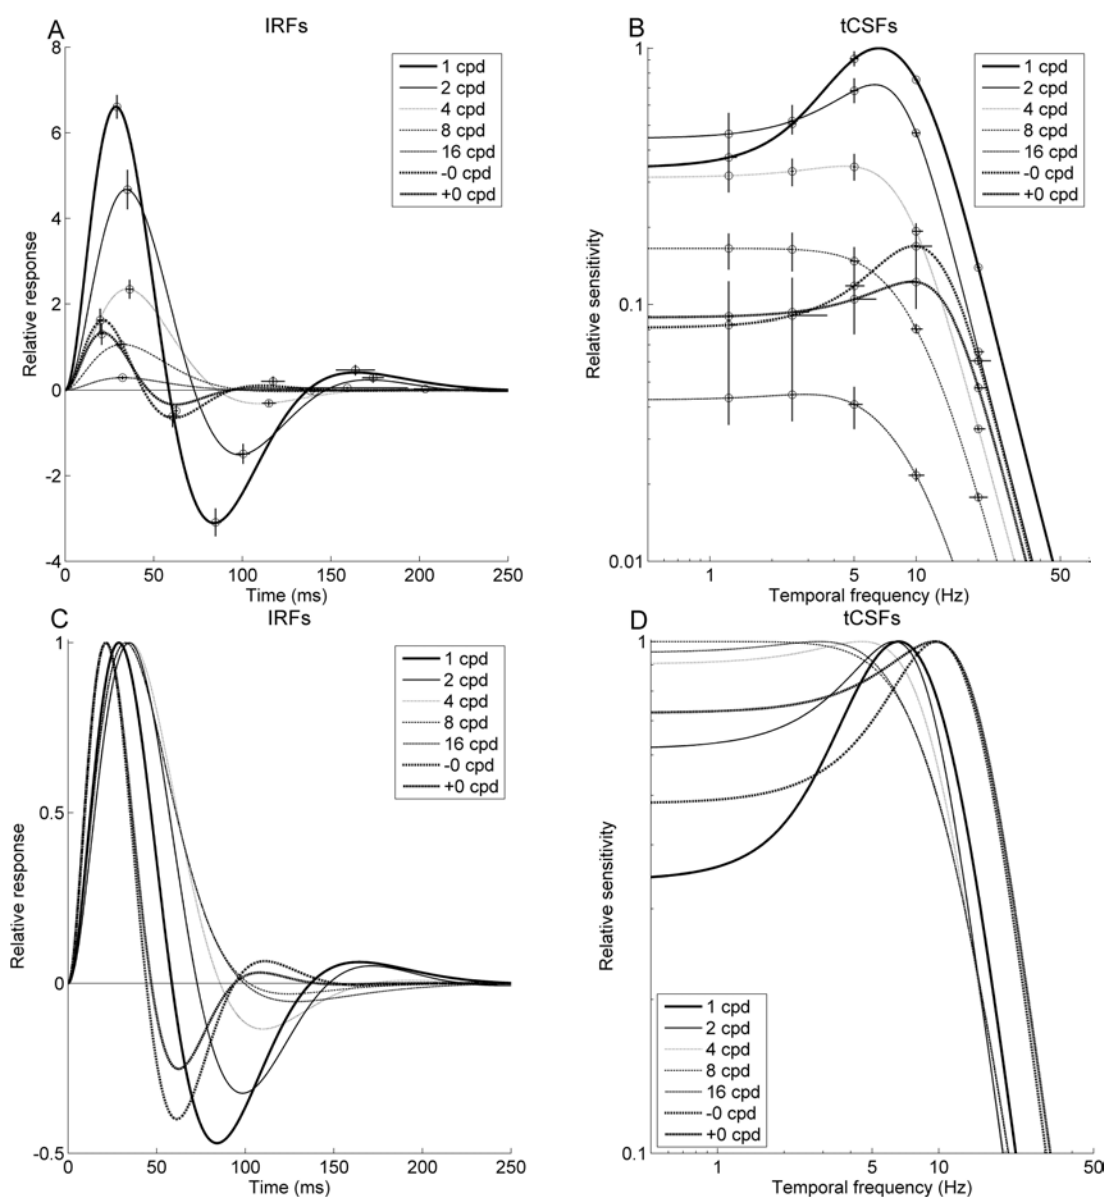 A IRFs
8
6
4
2
0
-2
-4
Relative response
1 cpd
2 cpd
4 cpd
8 cpd
16 cpd
-0 cpd
+0 cpd
0 50 100 150 200 250
Time (ms)
B tCSFs
1
0.1
0.01
Relative sensitivity
1 cpd
2 cpd
4 cpd
8 cpd
16 cpd
-0 cpd
+0 cpd
1 5 10 50
Temporal frequency (Hz)
C IRFs
1
0.5
0
-0.5
Relative response
1 cpd
2 cpd
4 cpd
8 cpd
16 cpd
-0 cpd
+0 cpd
0 50 100 150 200 250
Time (ms)
D tCSFs
1
0.1
Relative sensitivity
1 cpd
2 cpd
4 cpd
8 cpd
16 cpd
-0 cpd
+0 cpd
1 5 10 50
Temporal frequency (Hz)